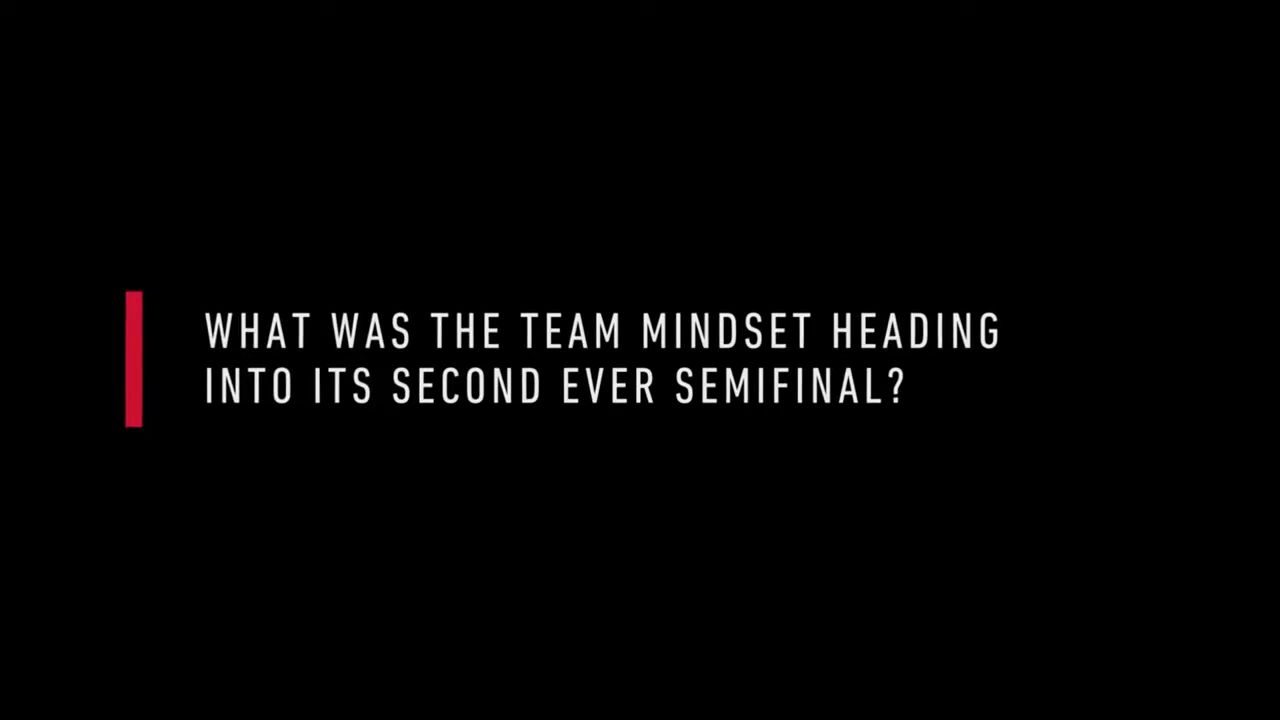 WHAT WAS THE TEAM MINDSET HEADING
INTO ITS SECOND EVER SEMIFINAL?